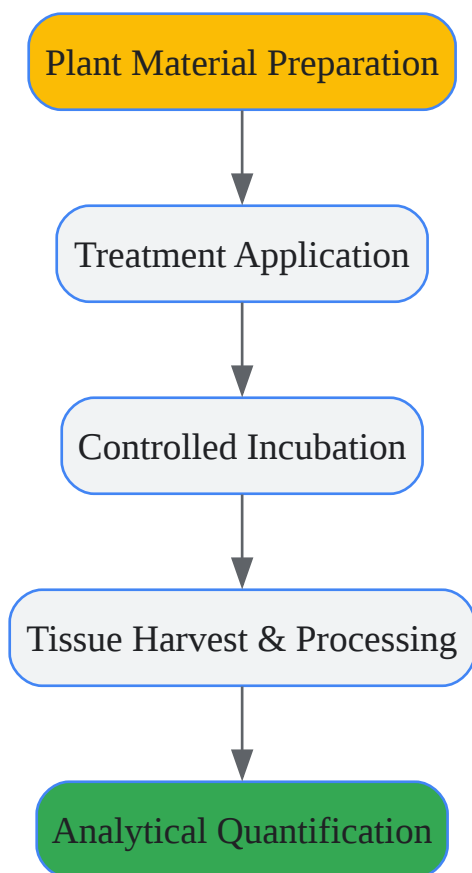 Plant Material Preparation
Treatment Application
Controlled Incubation
Tissue Harvest & Processing
Analytical Quantification